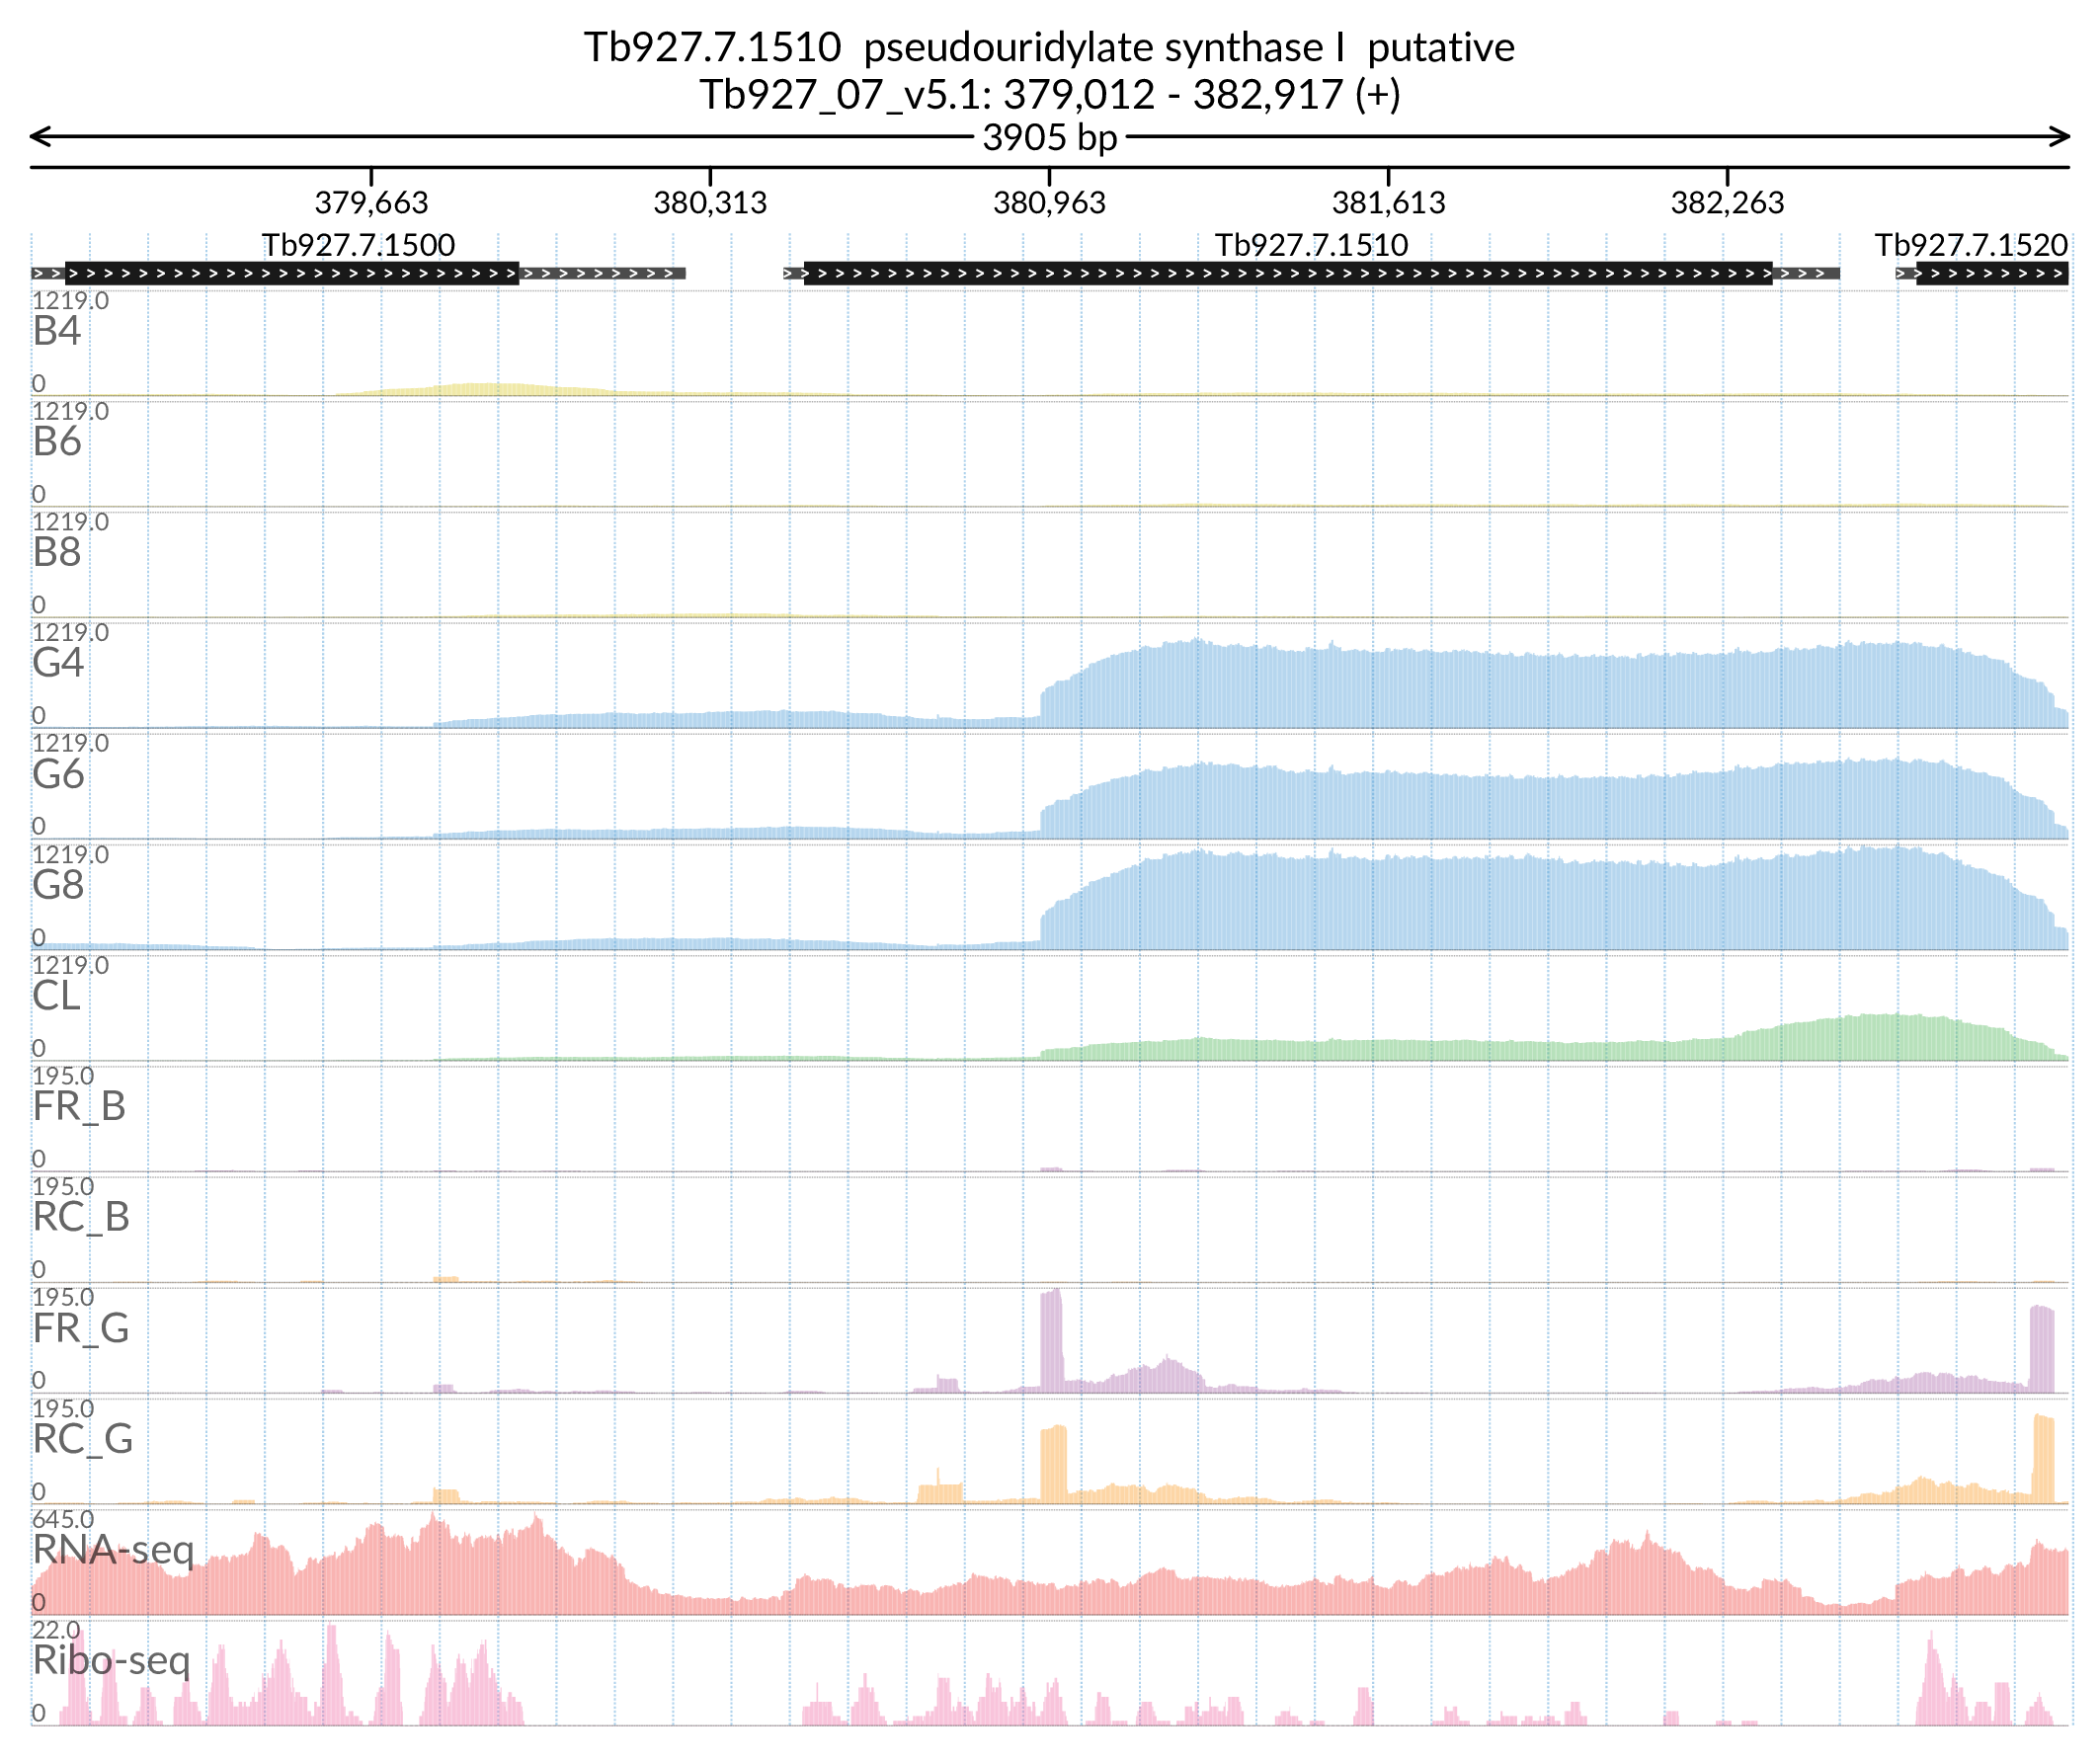 Tb927.7.1510  pseudouridylate synthase I  putative
Tb927_07_v5.1: 379,012 - 382,917 (+)
3905 bp
379,663 380,313 380,963 381,613 382,263
Tb927.7.1500 Tb927.7.1510 Tb927.7.1520
1219.0
B4
0
1219.0
B6
0
1219.0
B8
0
1219.0
G4
0
1219.0
G6
0
1219.0
G8
0
1219.0
CL
0
195.0
FR_B
0
195.0
RC_B
0
195.0
FR_G
0
195.0
RC_G
0
645.0
RNA-seq
0
22.0
Ribo-seq
0